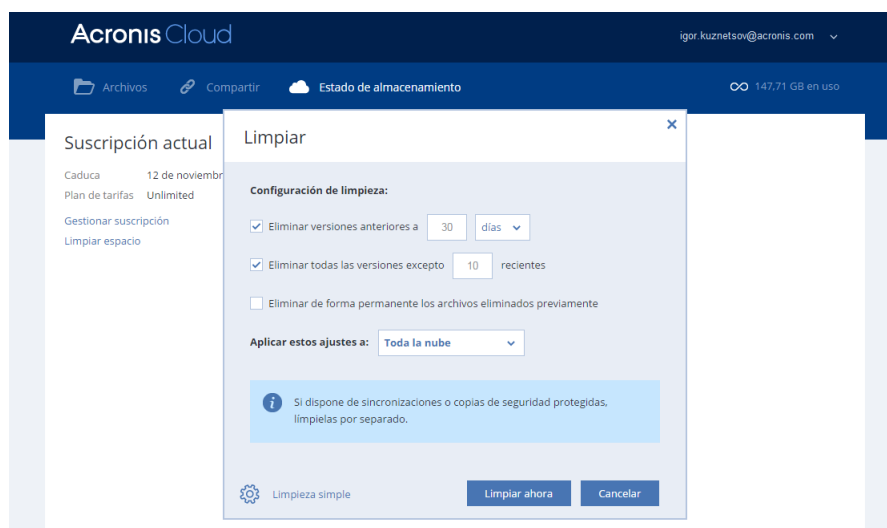 Acronis Cloud
igor.kuznetsov@acronis.com
Archivos
Compartir
Estado de almacenamiento
147,71 GB en uso
Suscripción actual
Caduca 12 de noviembr
Plan de tarifas Unlimited
Gestionar suscripción
Limpiar espacio
Limpiar
Configuración de limpieza:
Eliminar versiones anteriores a 30 días
Eliminar todas las versiones excepto 10 recientes
Eliminar de forma permanente los archivos eliminados previamente
Aplicar estos ajustes a: Toda la nube
Si dispone de sincronizaciones o copias de seguridad protegidas,
límpielas por separado.
Limpieza simple
Limpiar ahora
Cancelar